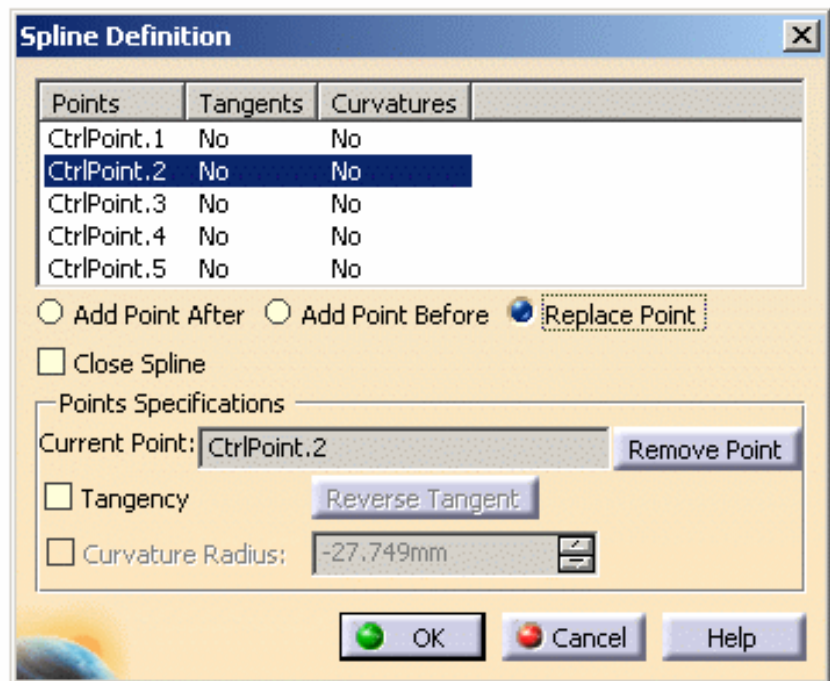 Spline Definition
Points Tangents Curvatures
CtrlPoint.1 No No
CtrlPoint.2 No No
CtrlPoint.3 No No
CtrlPoint.4 No No
CtrlPoint.5 No No
Add Point After Add Point Before Replace Point
Close Spline
Points Specifications
Current Point: CtrlPoint.2 Remove Point
Tangency Reverse Tangent
Curvature Radius: -27.749mm
OK Cancel Help